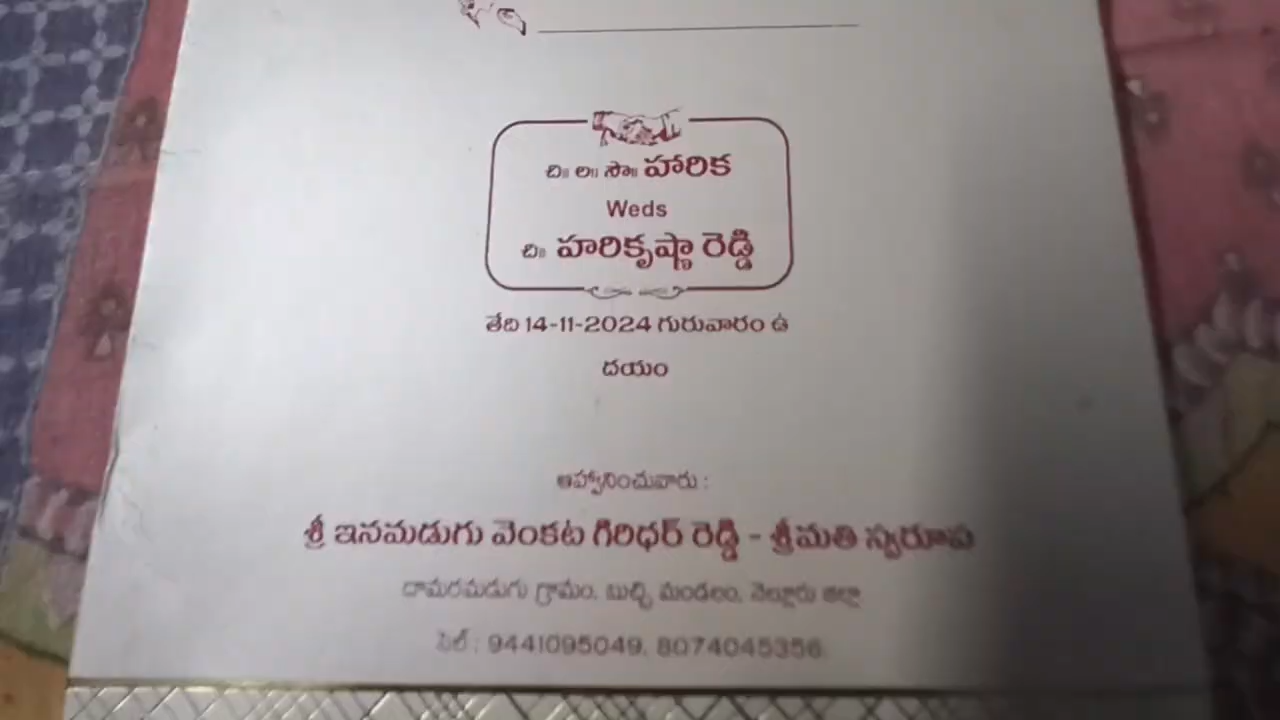 చి॥ ల॥ సౌ॥ హారిక
Weds
చి॥ హరికృష్ణా రెడ్డి
తేది 14-11-2024 గురువారం ఉ
దయం
ఆహ్వానించువారు :
శ్రీ ఇనమడుగు వెంకట గిరిధర్ రెడ్డి - శ్రీమతి స్వరూప
దామరమడుగు గ్రామం, బుచ్చి మండలం, నెల్లూరు జిల్లా
సెల్ : 9441095049, 8074045356